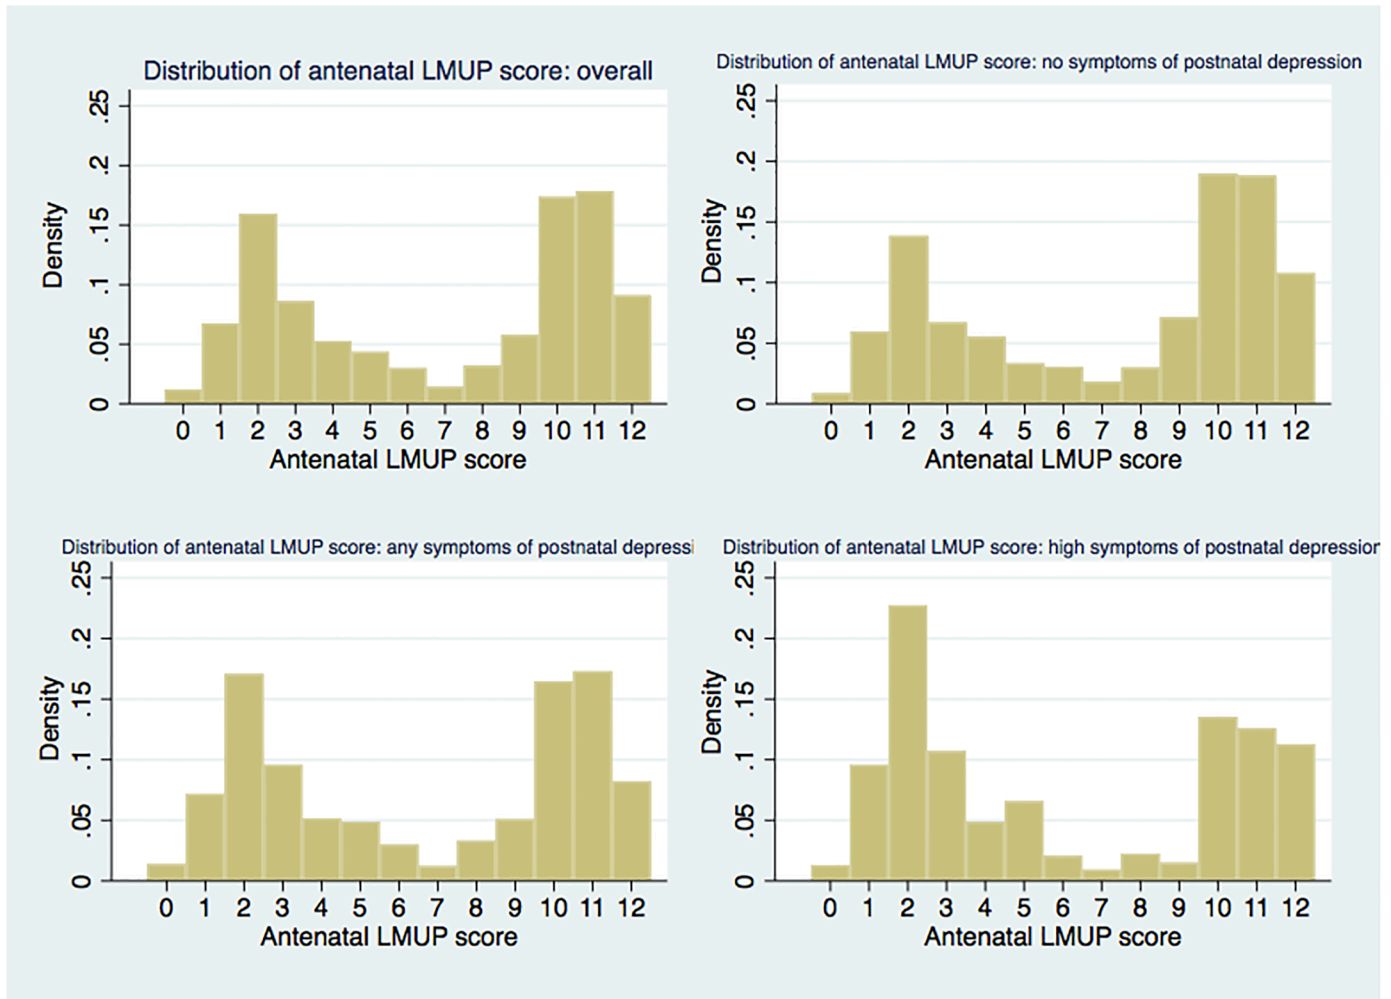 Distribution of antenatal LMUP score: overall
Density
.25
.2
.15
.1
.05
0
0 1 2 3 4 5 6 7 8 9 10 11 12
Antenatal LMUP score
Distribution of antenatal LMUP score: no symptoms of postnatal depression
Density
.25
.2
.15
.1
.05
0
0 1 2 3 4 5 6 7 8 9 10 11 12
Antenatal LMUP score
Distribution of antenatal LMUP score: any symptoms of postnatal depressi
Density
.25
.2
.15
.1
.05
0
0 1 2 3 4 5 6 7 8 9 10 11 12
Antenatal LMUP score
Distribution of antenatal LMUP score: high symptoms of postnatal depression
Density
.25
.2
.15
.1
.05
0
0 1 2 3 4 5 6 7 8 9 10 11 12
Antenatal LMUP score